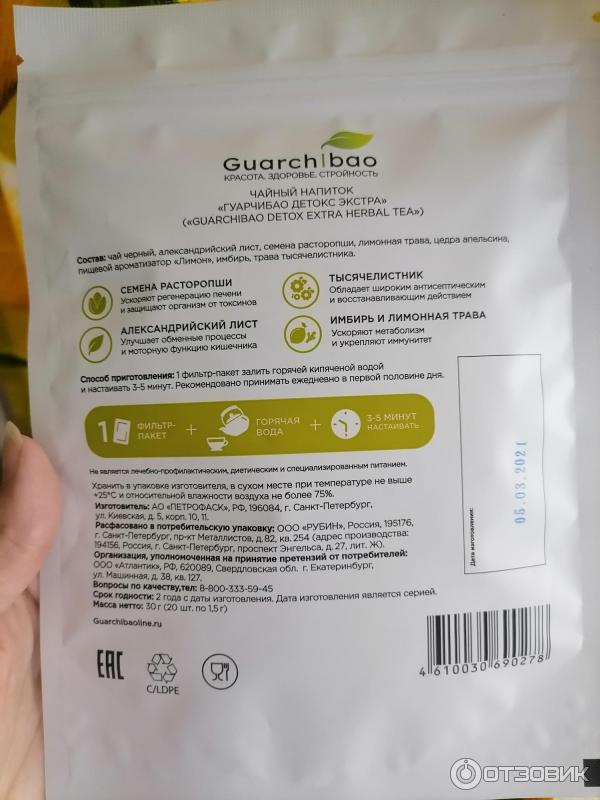 Guarchibao
КРАСОТА. ЗДОРОВЬЕ. СТРОЙНОСТЬ
ЧАЙНЫЙ НАПИТОК
«ГУАРЧИБАО ДЕТОКС ЭКСТРА»
(«GUARCHIBAO DETOX EXTRA HERBAL TEA»)
Состав: чай черный, александрийский лист, семена расторопши, лимонная трава, цедра апельсина,
пищевой ароматизатор «Лимон», имбирь, трава тысячелистника.
СЕМЕНА РАСТОРОПШИ
Ускоряют регенерацию печени
и защищают организм от токсинов
ТЫСЯЧЕЛИСТНИК
Обладает широким антисептическим
и восстанавливающим действием
АЛЕКСАНДРИЙСКИЙ ЛИСТ
Улучшает обменные процессы
и моторную функцию кишечника
ИМБИРЬ И ЛИМОННАЯ ТРАВА
Ускоряют метаболизм
и укрепляют иммунитет
Способ приготовления: 1 фильтр-пакет залить горячей кипяченой водой
и настаивать 3-5 минут. Рекомендовано принимать ежедневно в первой половине дня.
1 ФИЛЬТР-
ПАКЕТ
+
ГОРЯЧАЯ
ВОДА
+
3-5 МИНУТ
НАСТАИВАТЬ
Не является лечебно-профилактическим, диетическим и специализированным питанием.
Хранить в упаковке изготовителя, в сухом месте при температуре не выше
+25°С и относительной влажности воздуха не более 75%.
Изготовитель: АО «ПЕТРОФАСК», РФ, 196084, г. Санкт-Петербург,
ул. Киевская, д. 5, корп. 10, 11.
Расфасовано в потребительскую упаковку: ООО «РУБИН», Россия, 195176,
г. Санкт-Петербург, пр-кт Металлистов, д.82, кв.254 (адрес производства:
194156, Россия, г. Санкт-Петербург, проспект Энгельса, д.27, лит. Ж).
Организация, уполномоченная на принятие претензий от потребителей:
ООО «Атлантик», РФ, 620089, Свердловская обл. г. Екатеринбург,
ул. Машинная, д. 38, кв. 127.
Вопросы по качеству, тел.: 8-800-333-59-45
Срок годности: 2 года с даты изготовления. Дата изготовления является серией.
Масса нетто: 30 г (20 шт по 1,5 г)
Guarchibaoline.ru
Дата изготовления:
05.03.2021
EAC
C/LDPE
4 610030 690278
ОТЗОВИК